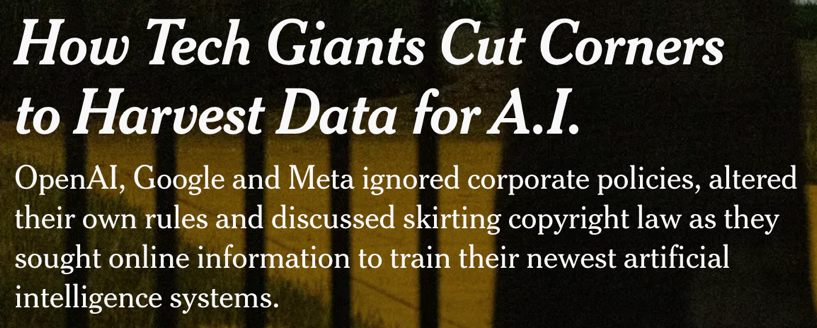 How Tech Giants Cut Corners
to Harvest Data for A.I.
OpenAI, Google and Meta ignored corporate policies, altered
their own rules and discussed skirting copyright law as they
sought online information to train their newest artificial
intelligence systems.